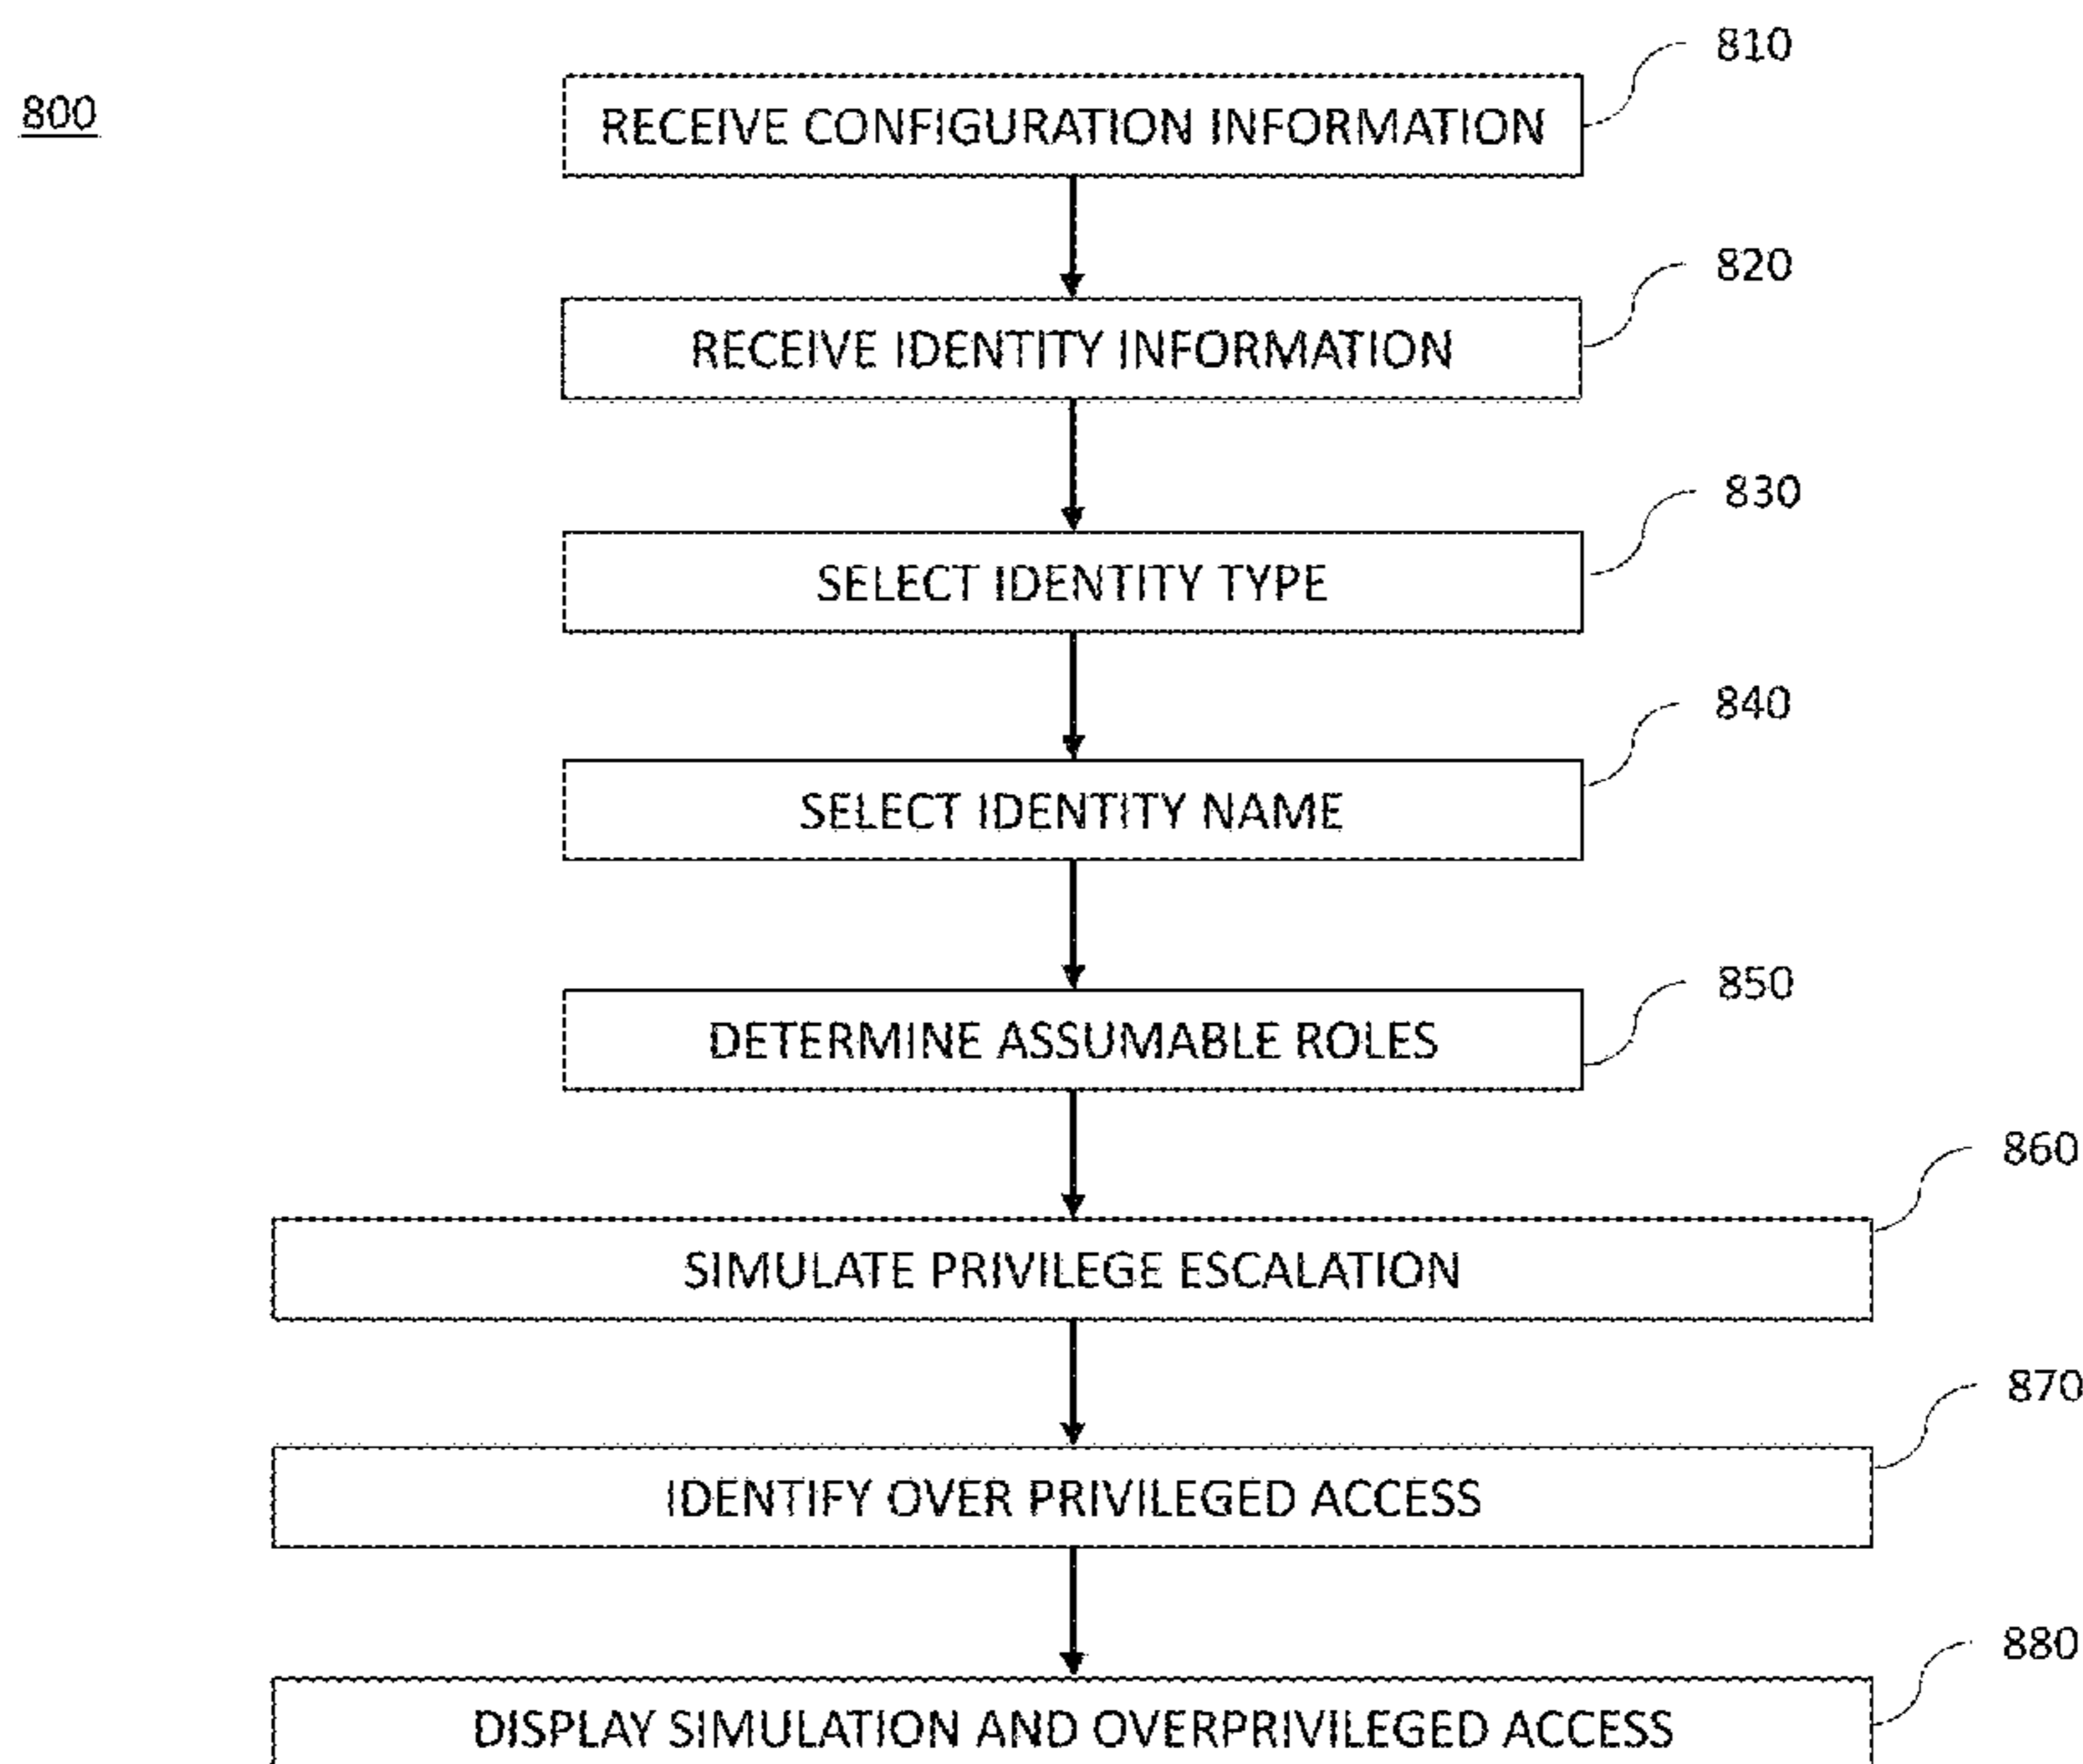 800
810
RECEIVE CONFIGURATION INFORMATION
820
RECEIVE IDENTITY INFORMATION
830
SELECT IDENTITY TYPE
840
SELECT IDENTITY NAME
850
DETERMINE ASSUMABLE ROLES
860
SIMULATE PRIVILEGE ESCALATION
870
IDENTIFY OVER PRIVILEGED ACCESS
880
DISPLAY SIMULATION AND OVERPRIVILEGED ACCESS